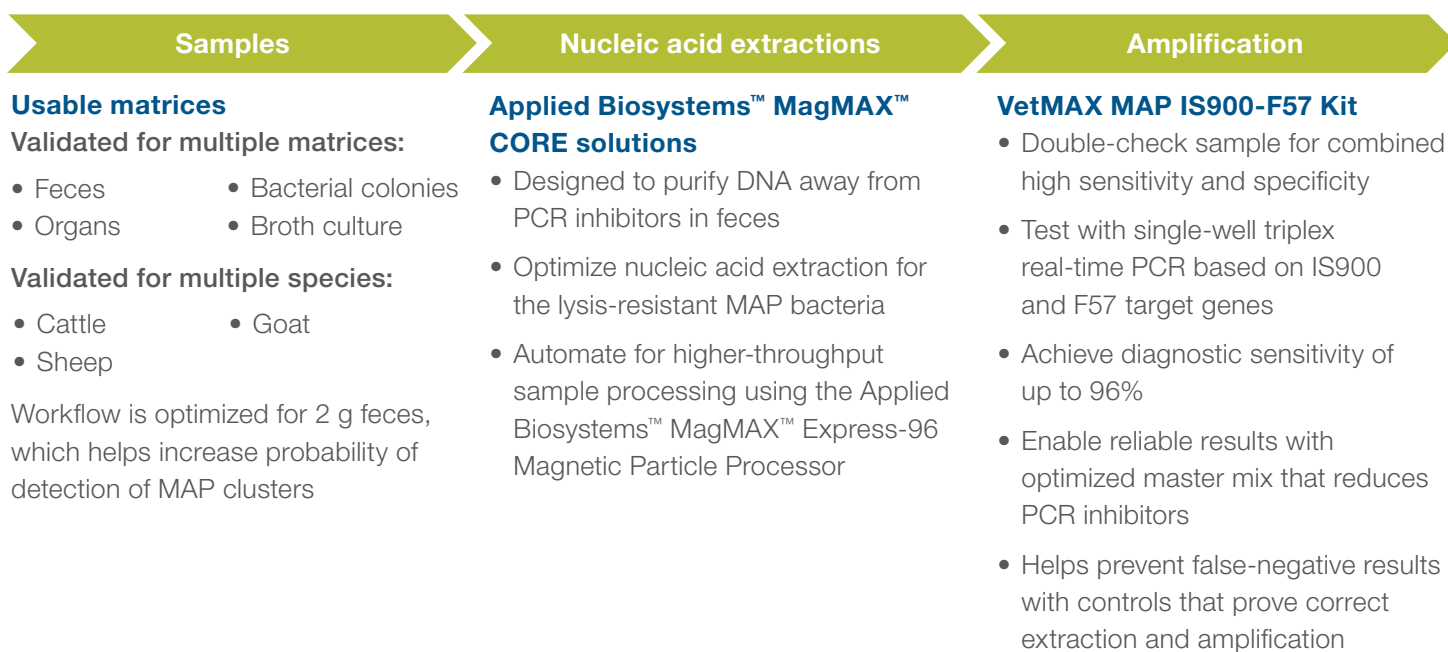 Samples
Nucleic acid extractions
Amplification
Usable matrices
Validated for multiple matrices:
• Feces
• Organs
• Bacterial colonies
• Broth culture
Validated for multiple species:
• Cattle
• Sheep
• Goat
Workflow is optimized for 2 g feces,
which helps increase probability of
detection of MAP clusters
Applied Biosystems™ MagMAX™
CORE solutions
• Designed to purify DNA away from
PCR inhibitors in feces
• Optimize nucleic acid extraction for
the lysis-resistant MAP bacteria
• Automate for higher-throughput
sample processing using the Applied
Biosystems™ MagMAX™ Express-96
Magnetic Particle Processor
VetMAX MAP IS900-F57 Kit
• Double-check sample for combined
high sensitivity and specificity
• Test with single-well triplex
real-time PCR based on IS900
and F57 target genes
• Achieve diagnostic sensitivity of
up to 96%
• Enable reliable results with
optimized master mix that reduces
PCR inhibitors
• Helps prevent false-negative results
with controls that prove correct
extraction and amplification